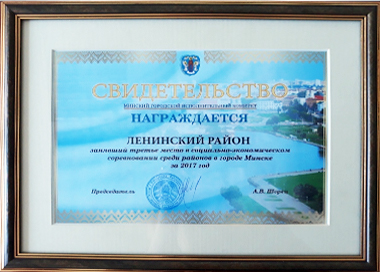 СВИДЕТЕЛЬСТВО
МИНСКИЙ ГОРОДСКОЙ ИСПОЛНИТЕЛЬНЫЙ КОМИТЕТ
НАГРАЖДАЕТСЯ
ЛЕНИНСКИЙ РАЙОН
занявший третье место в социально-экономическом
соревновании среди районов в городе Минске
за 2017 год
Председатель А.В. Шорец